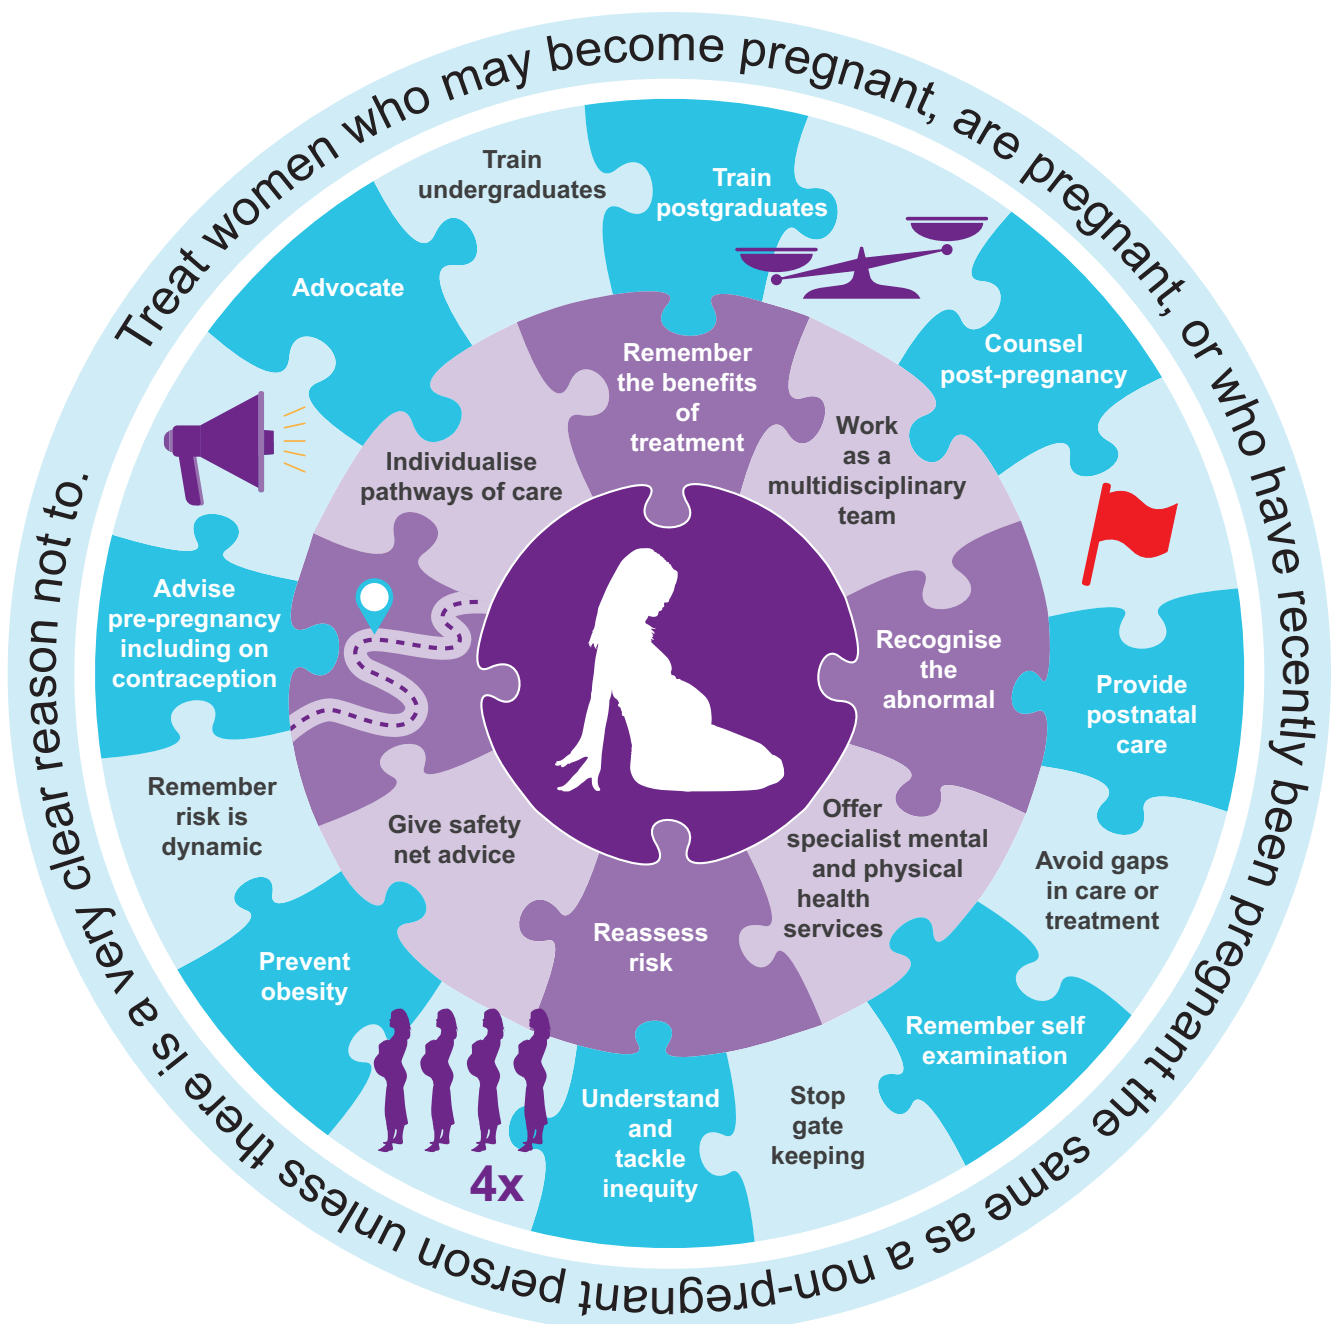 Treat women who may become pregnant, are pregnant, or who have recently been pregnant the same as a non-pregnant person unless there is a very clear reason not to.
Train
undergraduates
Train
postgraduates
Counsel
post-pregnancy
Provide
postnatal
care
Avoid gaps
in care or
treatment
Remember self
examination
Stop
gate
keeping
Understand
and
tackle
inequity
4x
Prevent
obesity
Remember
risk is
dynamic
Advise
pre-pregnancy
including on
contraception
Advocate
Remember
the benefits
of
treatment
Work
as a
multidisciplinary
team
Recognise
the
abnormal
Offer
specialist mental
and physical
health
services
Reassess
risk
Give safety
net advice
Individualise
pathways of care